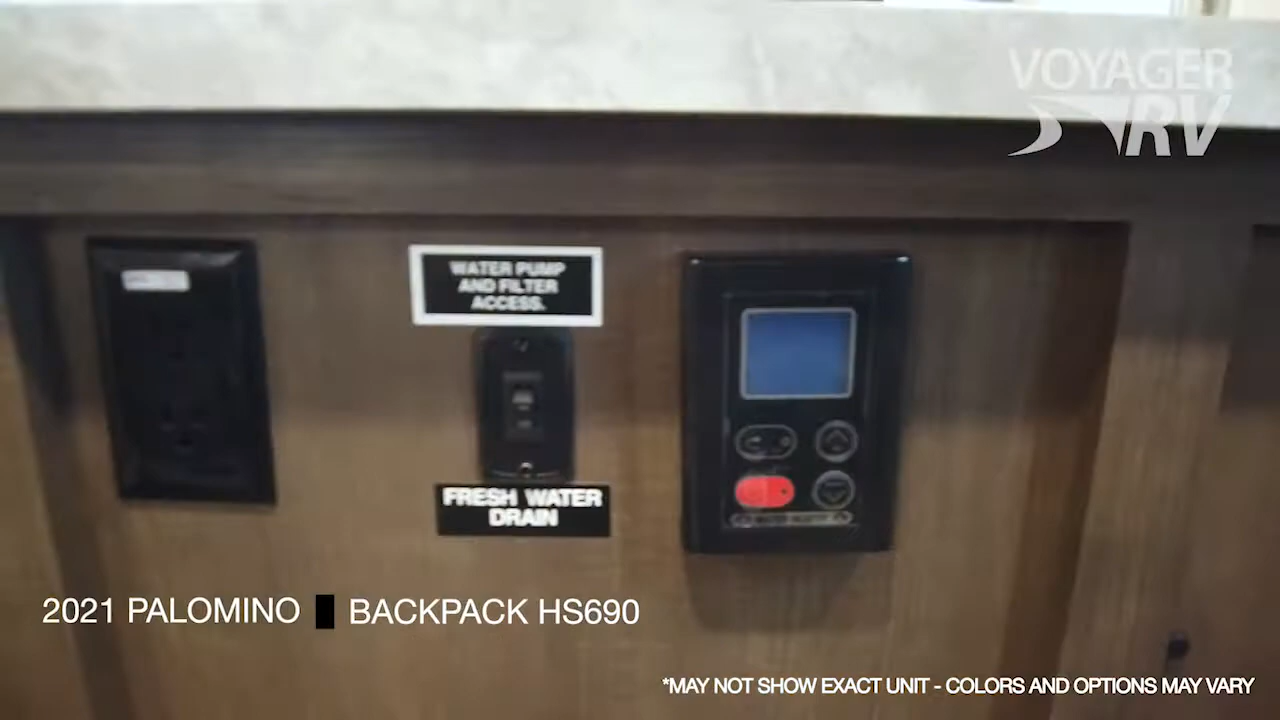 VOYAGER
RV
WATER PUMP
AND FILTER
ACCESS.
FRESH WATER
DRAIN
2021 PALOMINO BACKPACK HS690
*MAY NOT SHOW EXACT UNIT - COLORS AND OPTIONS MAY VARY